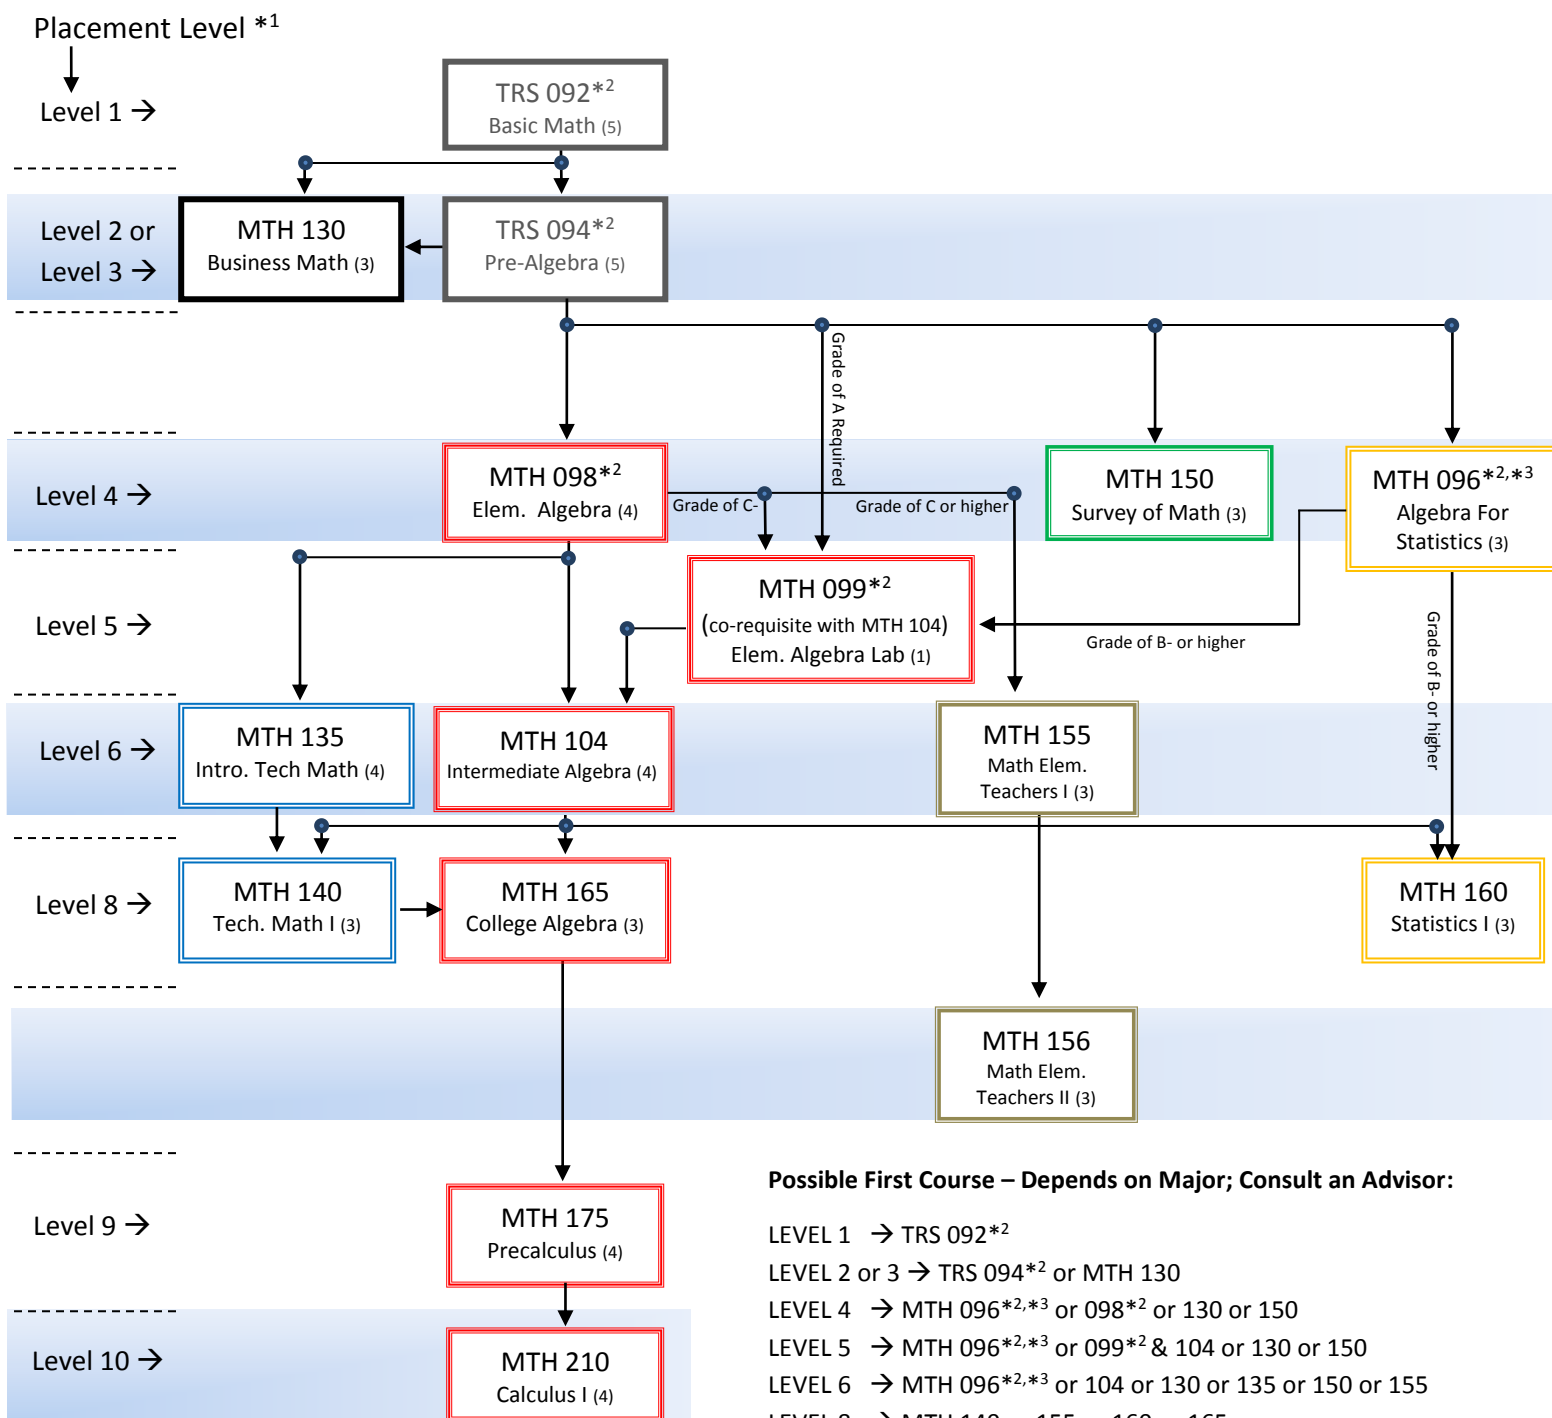 Placement Level *1
Level 1 →
TRS 092*2
Basic Math (5)
Level 2 or
Level 3 →
MTH 130
Business Math (3)
TRS 094*2
Pre-Algebra (5)
Grade of A Required
Level 4 →
MTH 098*2
Elem. Algebra (4)
Grade of C-
Grade of C or higher
MTH 150
Survey of Math (3)
MTH 096*2,*3
Algebra For
Statistics (3)
Level 5 →
MTH 099*2
(co-requisite with MTH 104)
Elem. Algebra Lab (1)
Grade of B- or higher
Grade of B- or higher
Level 6 →
MTH 135
Intro. Tech Math (4)
MTH 104
Intermediate Algebra (4)
MTH 155
Math Elem.
Teachers I (3)
Level 8 →
MTH 140
Tech. Math I (3)
MTH 165
College Algebra (3)
MTH 160
Statistics I (3)
MTH 156
Math Elem.
Teachers II (3)
Level 9 →
MTH 175
Precalculus (4)
Level 10 →
MTH 210
Calculus I (4)
Possible First Course – Depends on Major; Consult an Advisor:
LEVEL 1 → TRS 092*2
LEVEL 2 or 3 → TRS 094*2 or MTH 130
LEVEL 4 → MTH 096*2,*3 or 098*2 or 130 or 150
LEVEL 5 → MTH 096*2,*3 or 099*2 & 104 or 130 or 150
LEVEL 6 → MTH 096*2,*3 or 104 or 130 or 135 or 150 or 155
LEVEL 8 → MTH 140 or 155 or 160 or 165